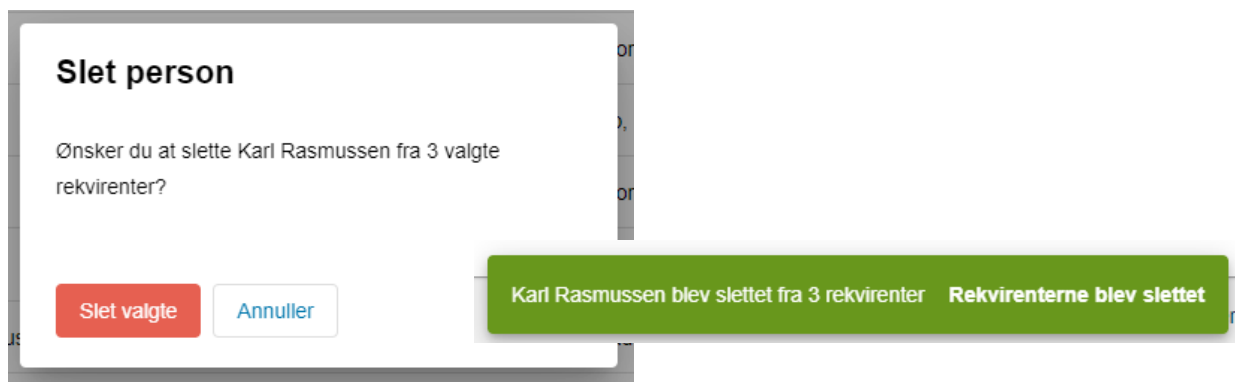 Slet person
Ønsker du at slette Karl Rasmussen fra 3 valgte
rekvirenter?
Slet valgte
Annuller
Karl Rasmussen blev slettet fra 3 rekvirenter Rekvirenterne blev slettet